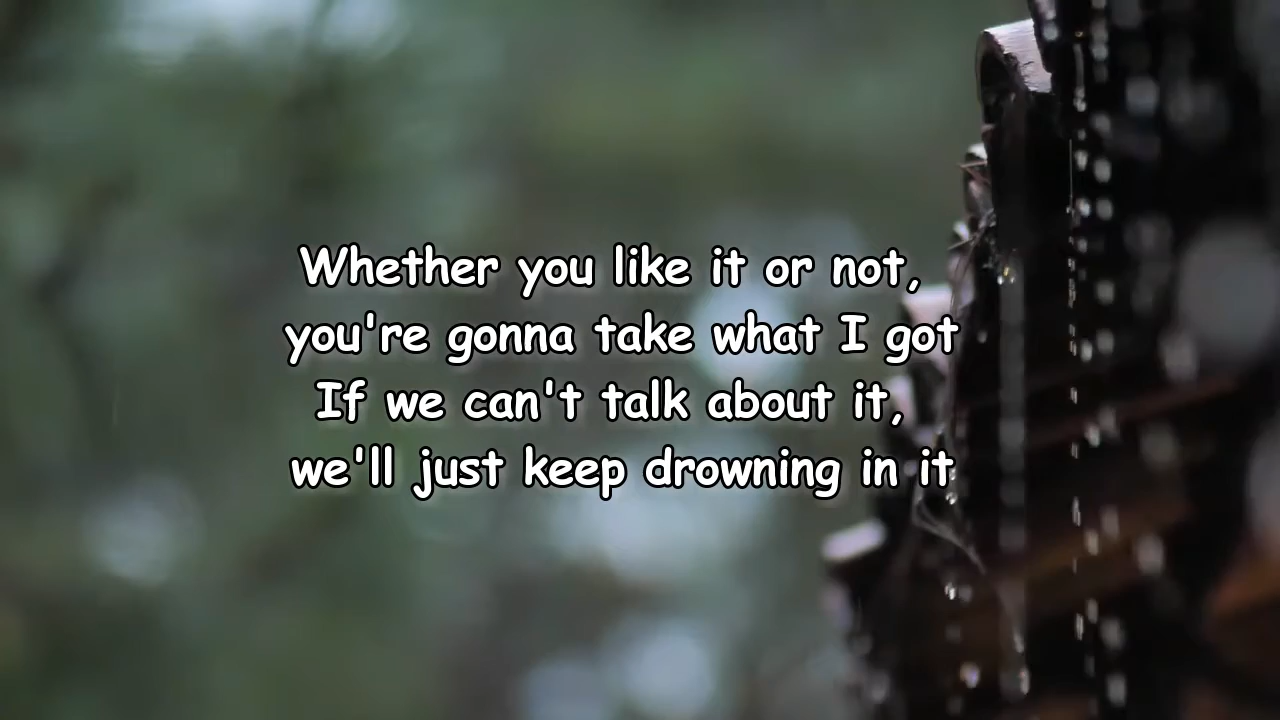 Whether you like it or not,
you're gonna take what I got
If we can't talk about it,
we'll just keep drowning in it